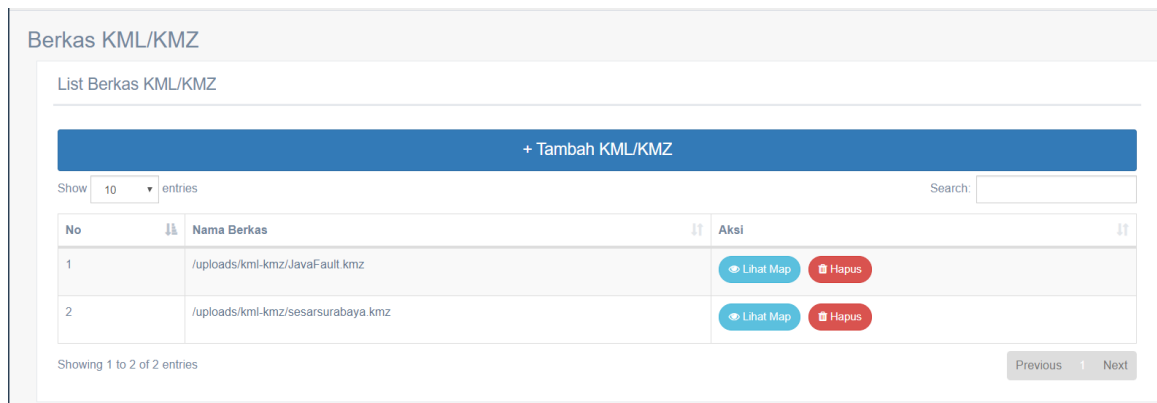 Berkas KML/KMZ
List Berkas KML/KMZ
+ Tambah KML/KMZ
Show 10 entries Search:
No Nama Berkas Aksi
1 /uploads/kml-kmz/JavaFault.kmz Lihat Map Hapus
2 /uploads/kml-kmz/sesarsurabaya.kmz Lihat Map Hapus
Showing 1 to 2 of 2 entries Previous 1 Next